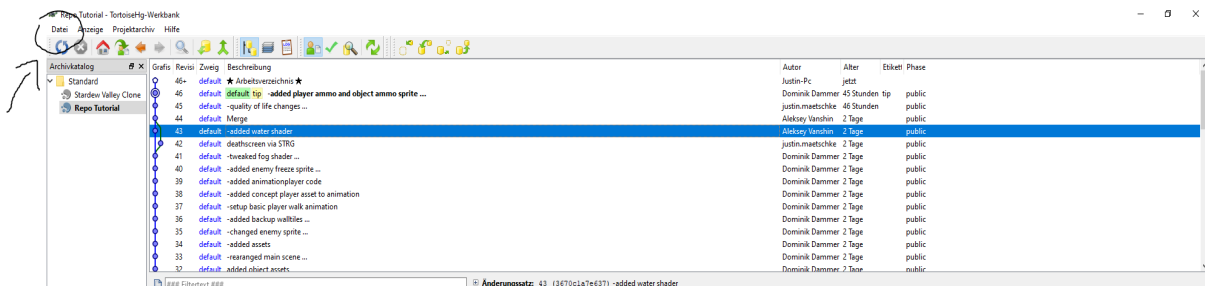 Repo Tutorial - TortoiseHg-Werkbank
Datei Anzeige Projektarchiv Hilfe
Archivkatalog
Standard
Stardew Valley Clone
Repo Tutorial
Grafis Revisi Zweig Beschreibung Autor Alter Etikett Phase
46+ default ★ Arbeitsverzeichnis ★ Justin-Pc jetzt
46 default default tip -added player ammo and object ammo sprite ... Dominik Dammer 45 Stunden tip public
45 default -quality of life changes ... justin.maetschke 46 Stunden public
44 default Merge Aleksey Vanshin 2 Tage public
43 default -added water shader Aleksey Vanshin 2 Tage public
42 default deathscreen via STRG justin.maetschke 2 Tage public
41 default -tweaked fog shader ... Dominik Dammer 2 Tage public
40 default -added enemy freeze sprite ... Dominik Dammer 2 Tage public
39 default -added animationplayer code Dominik Dammer 2 Tage public
38 default -added concept player asset to animation Dominik Dammer 2 Tage public
37 default -setup basic player walk animation Dominik Dammer 2 Tage public
36 default -added backup walltiles ... Dominik Dammer 2 Tage public
35 default -changed enemy sprite ... Dominik Dammer 2 Tage public
34 default -added assets Dominik Dammer 2 Tage public
33 default -rearanged main scene ... Dominik Dammer 2 Tage public
32 default added object assets Dominik Dammer 2 Tage public
### Filtertext ###
Änderungssatz: 43 (3670c1a7e637) -added water shader